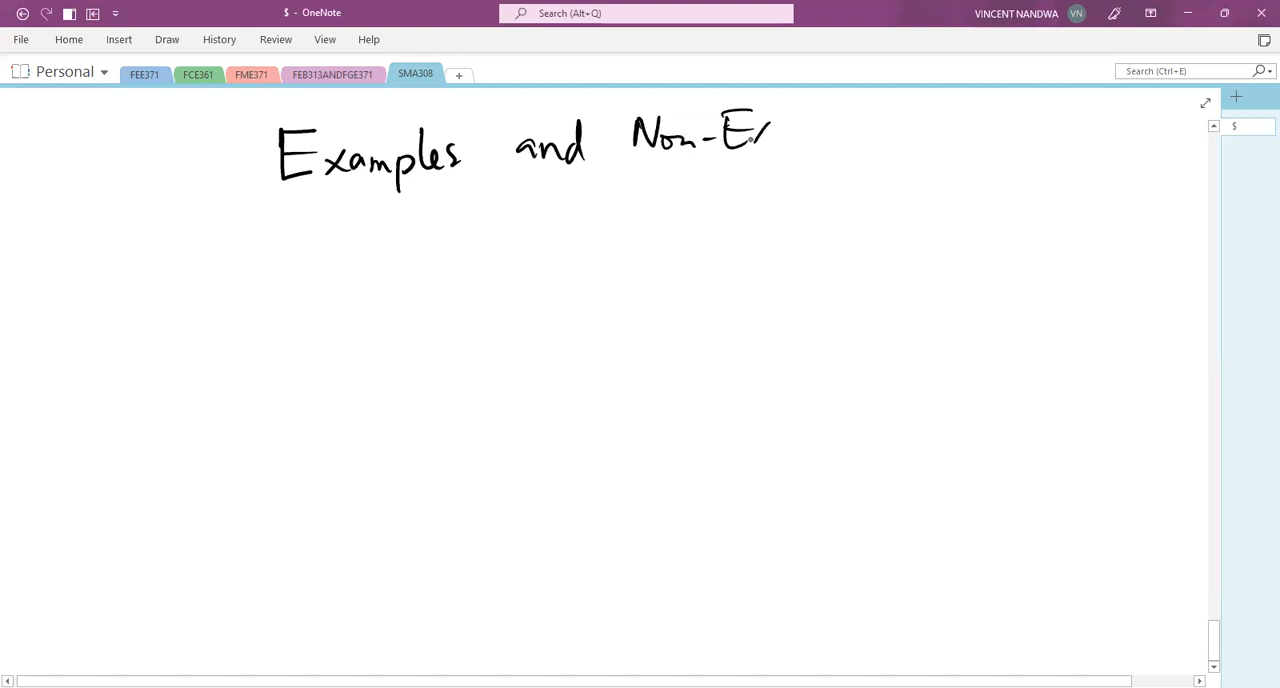 $ - OneNote
Search (Alt+Q)
VINCENT NANDWA VN
File Home Insert Draw History Review View Help
Personal FEE371 FCE361 FME371 FEB313ANDFGE371 SMA308 +
Search (Ctrl+E)
Examples and Non-Ex
$